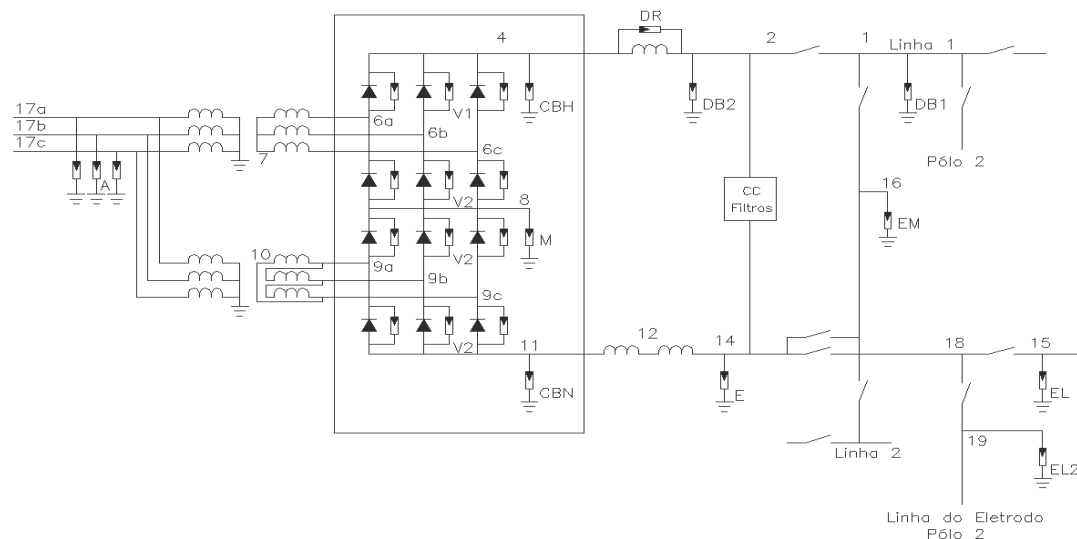 DR
4
2
1
Linha 1
17a
17b
17c
V1
CBH
DB2
DB1
6a
6b
6c
7
A
Pólo 2
CC
Filtros
16
V2
8
EM
M
10
9a
V2
9b
9c
12
14
18
15
V2
11
CBN
E
EL
19
Linha 2
EL2
Linha do Eletrodo
Pólo 2